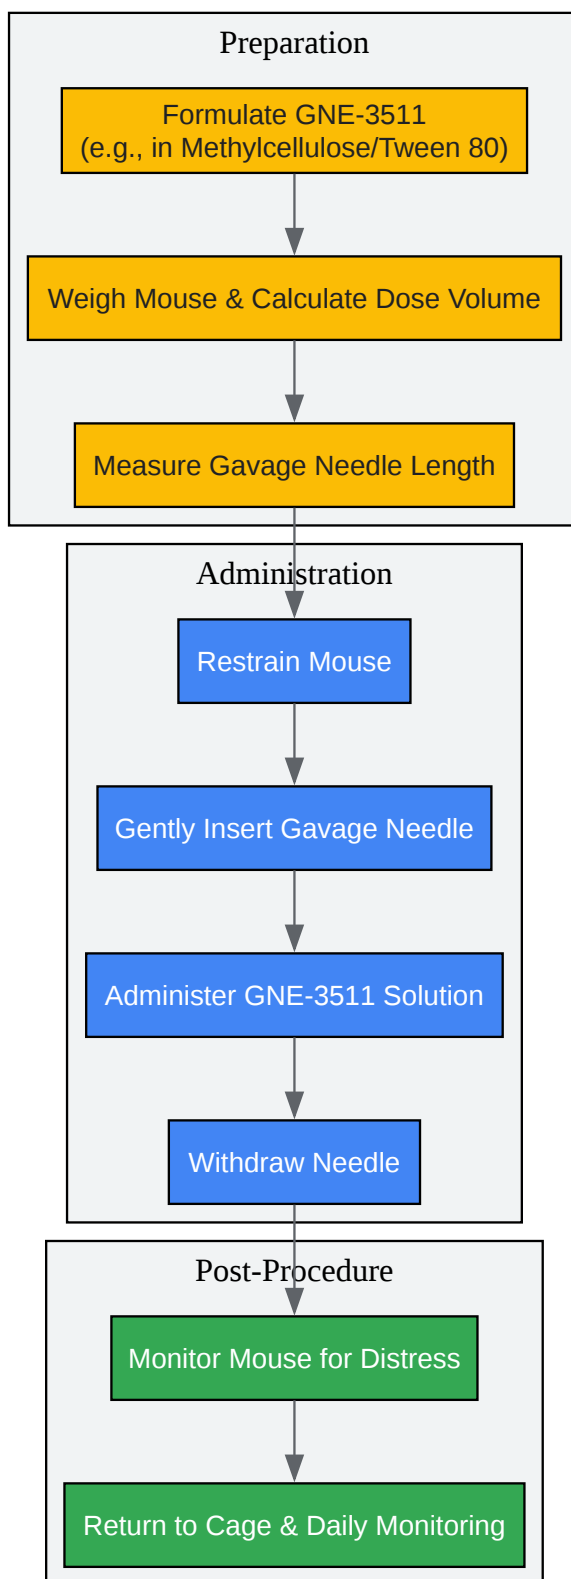 Preparation
Formulate GNE-3511
(e.g., in Methylcellulose/Tween 80)
Weigh Mouse & Calculate Dose Volume
Measure Gavage Needle Length
Administration
Restrain Mouse
Gently Insert Gavage Needle
Administer GNE-3511 Solution
Withdraw Needle
Post-Procedure
Monitor Mouse for Distress
Return to Cage & Daily Monitoring